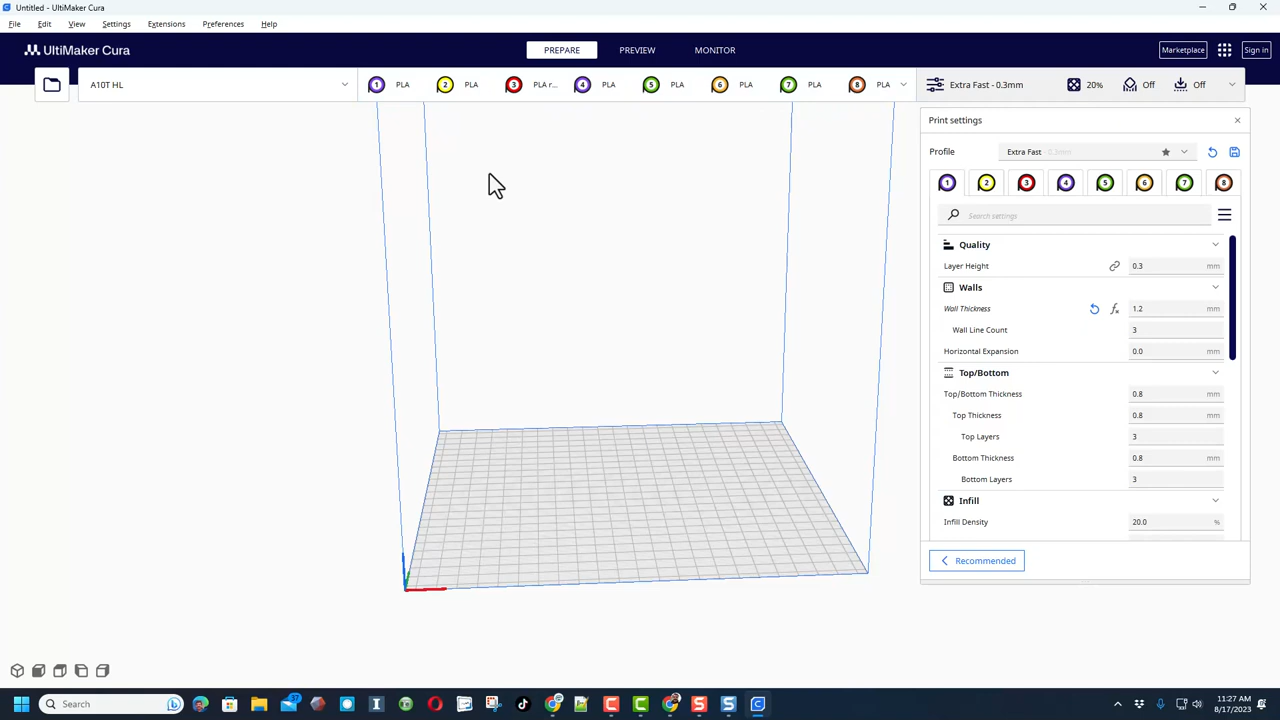 Untitled - UltiMaker Cura
File Edit View Settings Extensions Preferences Help
UltiMaker Cura PREPARE PREVIEW MONITOR Marketplace Sign in
A10T HL 1 PLA 2 PLA 3 PLA r... 4 PLA 5 PLA 6 PLA 7 PLA 8 PLA Extra Fast - 0.3mm 20% Off Off
Print settings
Profile Extra Fast - 0.3mm
1 2 3 4 5 6 7 8
Search settings
Quality
Layer Height 0.3 mm
Walls
Wall Thickness 1.2 mm
Wall Line Count 3
Horizontal Expansion 0.0 mm
Top/Bottom
Top/Bottom Thickness 0.8 mm
Top Thickness 0.8 mm
Top Layers 3
Bottom Thickness 0.8 mm
Bottom Layers 3
Infill
Infill Density 20.0 %
Recommended
Search 37 11:27 AM
8/17/2023